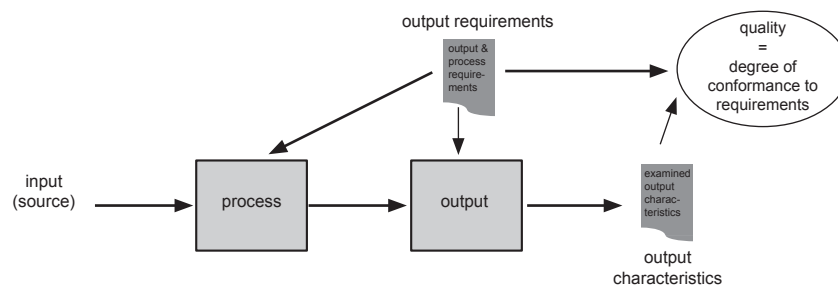 output requirements
output &
process
require-
ments
quality
=
degree of
conformance to
requirements
input
(source)
process
output
examined
output
charac-
teristics
output
characteristics